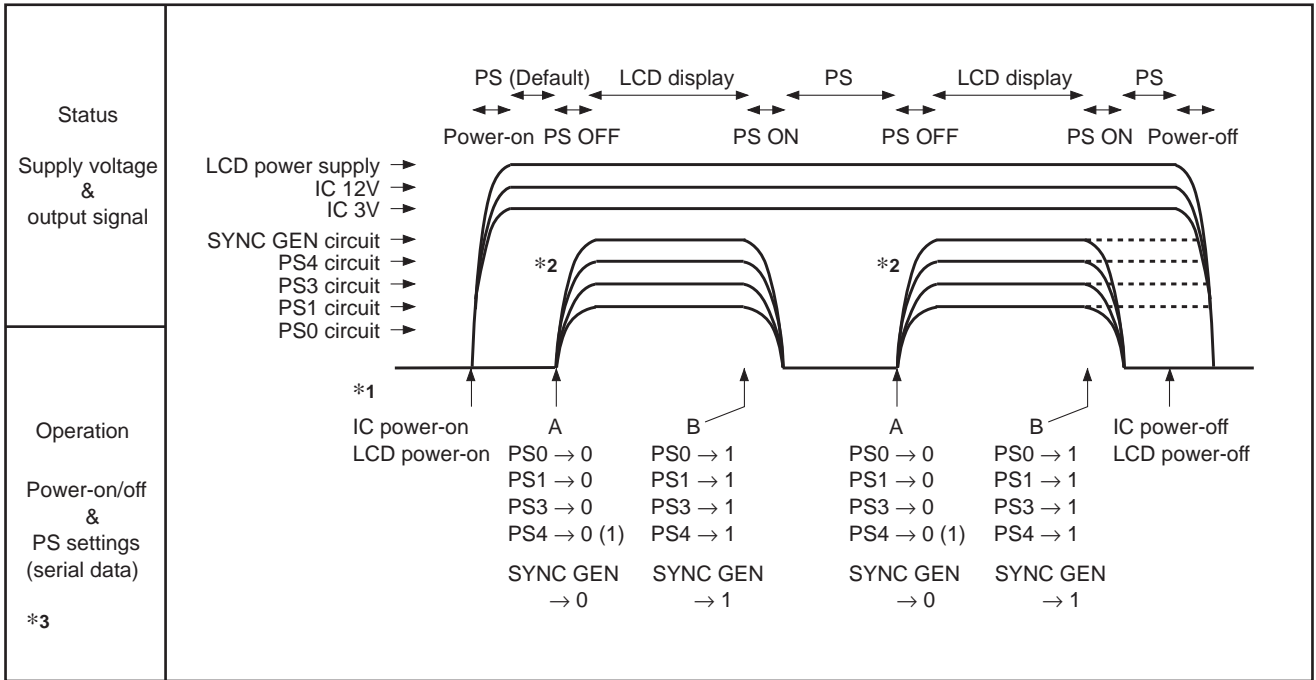 Status
Supply voltage
&
output signal
Operation
Power-on/off
&
PS settings
(serial data)
*3
PS (Default) LCD display PS LCD display PS
Power-on PS OFF PS ON PS OFF PS ON Power-off
LCD power supply
IC 12V
IC 3V
SYNC GEN circuit
PS4 circuit
PS3 circuit
PS1 circuit
PS0 circuit
*2 *2
*1
IC power-on A B A B IC power-off
LCD power-on PS0 → 0 PS0 → 1 PS0 → 0 PS0 → 1 LCD power-off
PS1 → 0 PS1 → 1 PS1 → 0 PS1 → 1
PS3 → 0 PS3 → 1 PS3 → 0 PS3 → 1
PS4 → 0 (1) PS4 → 1 PS4 → 0 (1) PS4 → 1
SYNC GEN SYNC GEN SYNC GEN SYNC GEN
→ 0 → 1 → 0 → 1